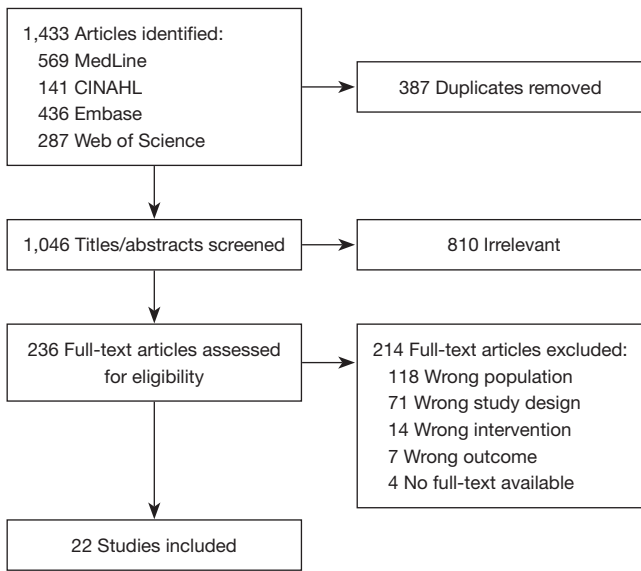 1,433 Articles identified:
569 MedLine
141 CINAHL
436 Embase
287 Web of Science
387 Duplicates removed
1,046 Titles/abstracts screened
810 Irrelevant
236 Full-text articles assessed
for eligibility
214 Full-text articles excluded:
118 Wrong population
71 Wrong study design
14 Wrong intervention
7 Wrong outcome
4 No full-text available
22 Studies included